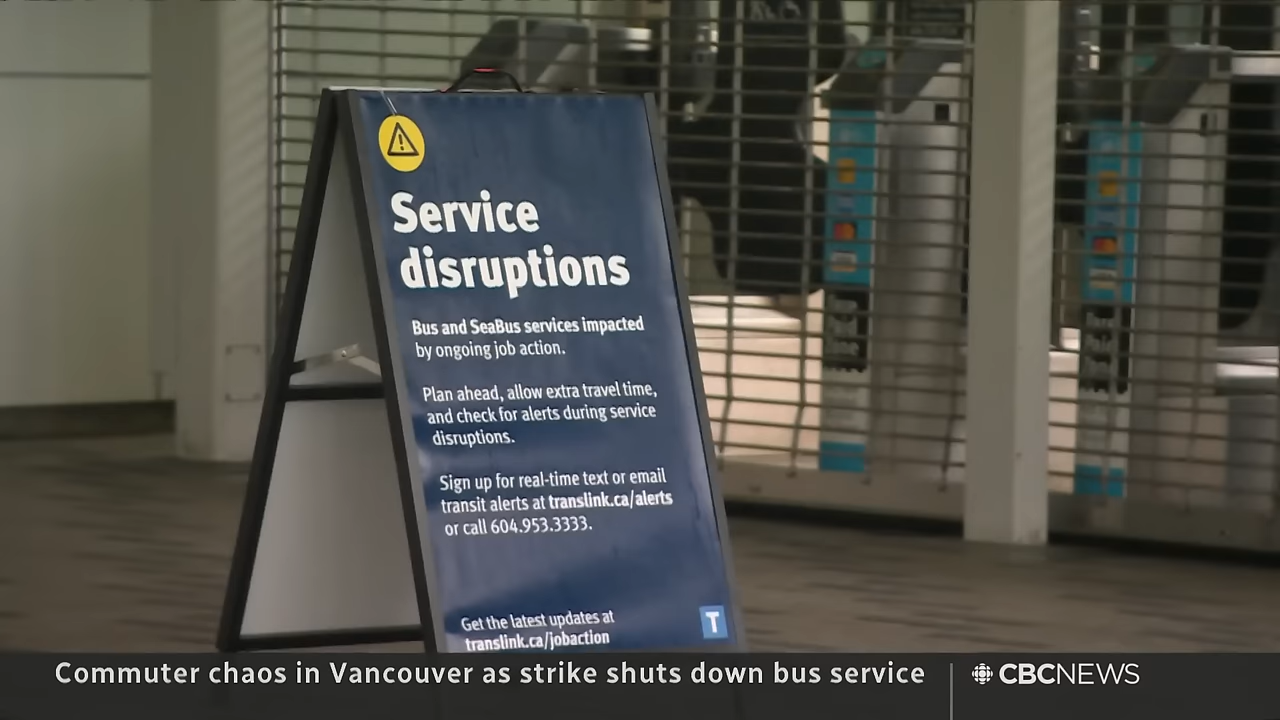 Service
disruptions
Bus and SeaBus services impacted
by ongoing job action.
Plan ahead, allow extra travel time,
and check for alerts during service
disruptions.
Sign up for real-time text or email
transit alerts at translink.ca/alerts
or call 604.953.3333.
Get the latest updates at
translink.ca/jobaction
T
Commuter chaos in Vancouver as strike shuts down bus service
CBCNEWS